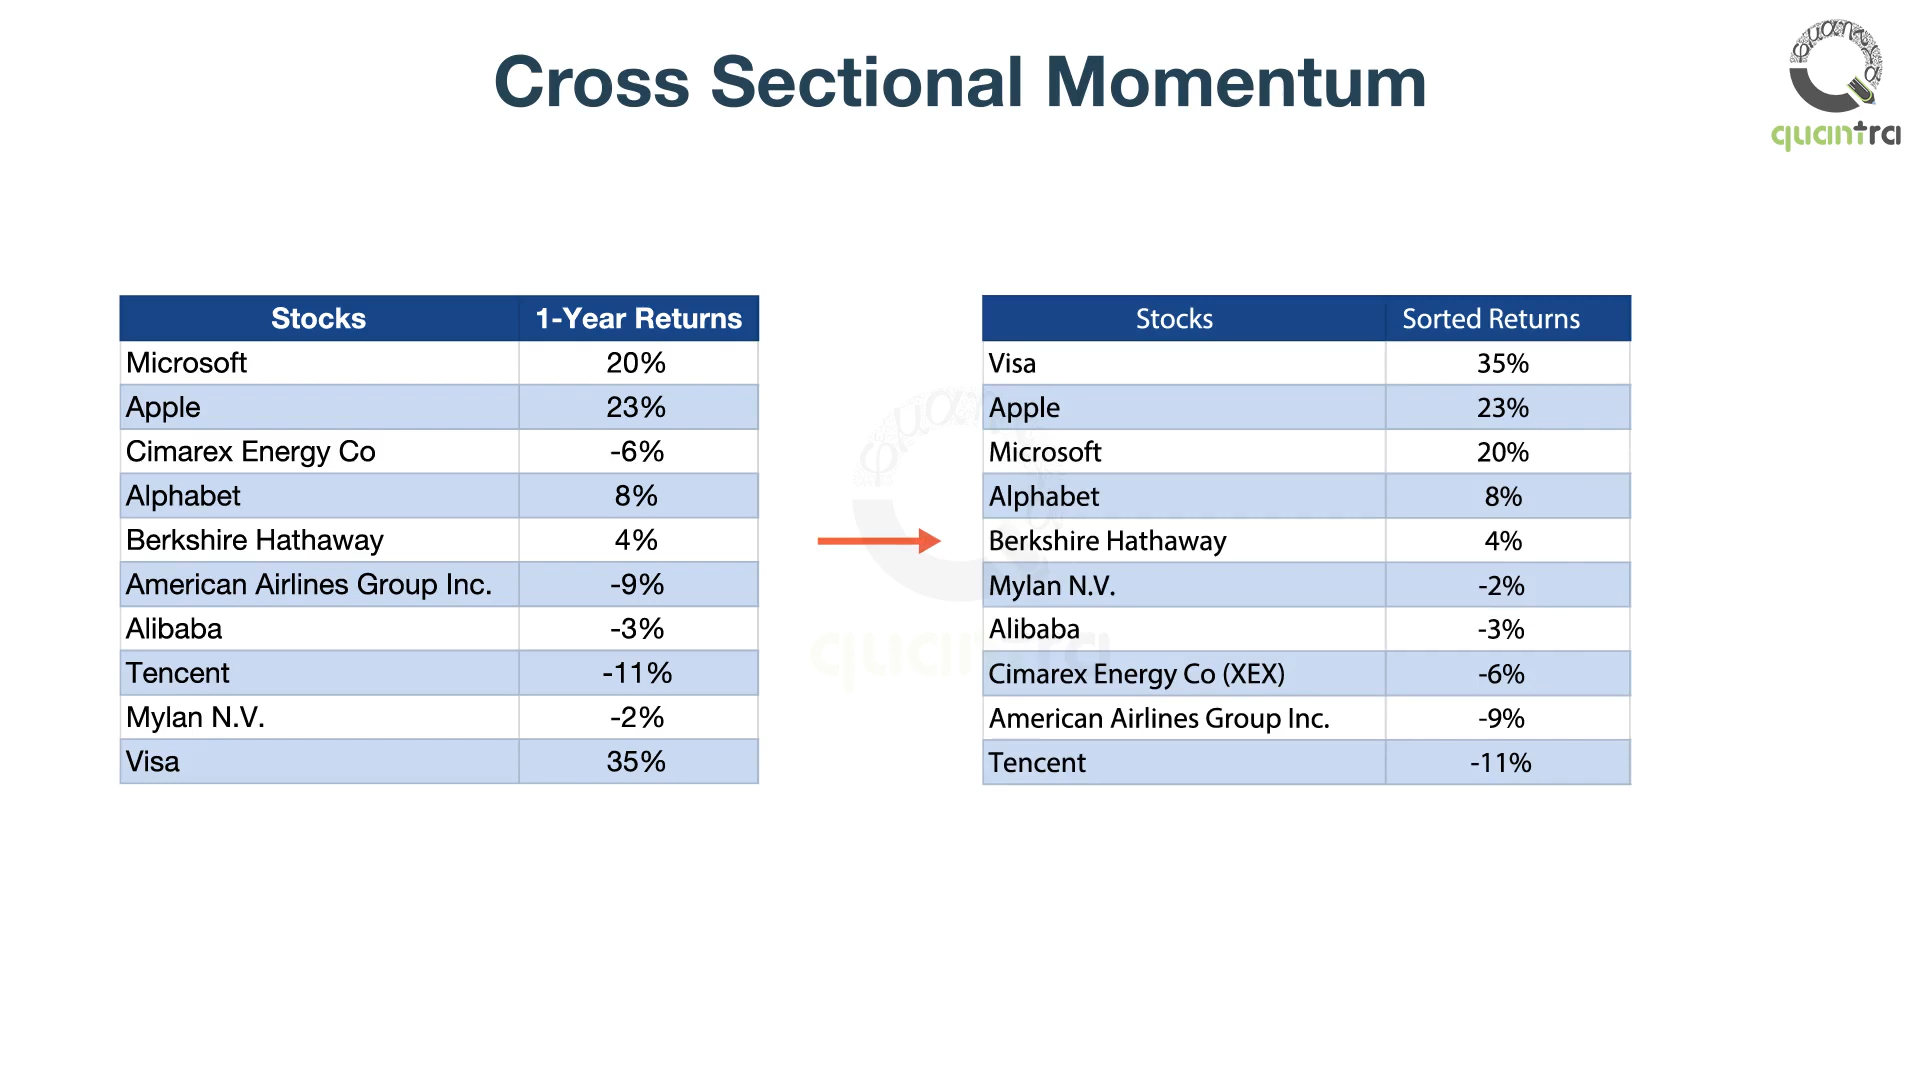 Cross Sectional Momentum
quantra
Stocks 1-Year Returns
Microsoft 20%
Apple 23%
Cimarex Energy Co -6%
Alphabet 8%
Berkshire Hathaway 4%
American Airlines Group Inc. -9%
Alibaba -3%
Tencent -11%
Mylan N.V. -2%
Visa 35%
Stocks Sorted Returns
Visa 35%
Apple 23%
Microsoft 20%
Alphabet 8%
Berkshire Hathaway 4%
Mylan N.V. -2%
Alibaba -3%
Cimarex Energy Co (XEX) -6%
American Airlines Group Inc. -9%
Tencent -11%
quantra